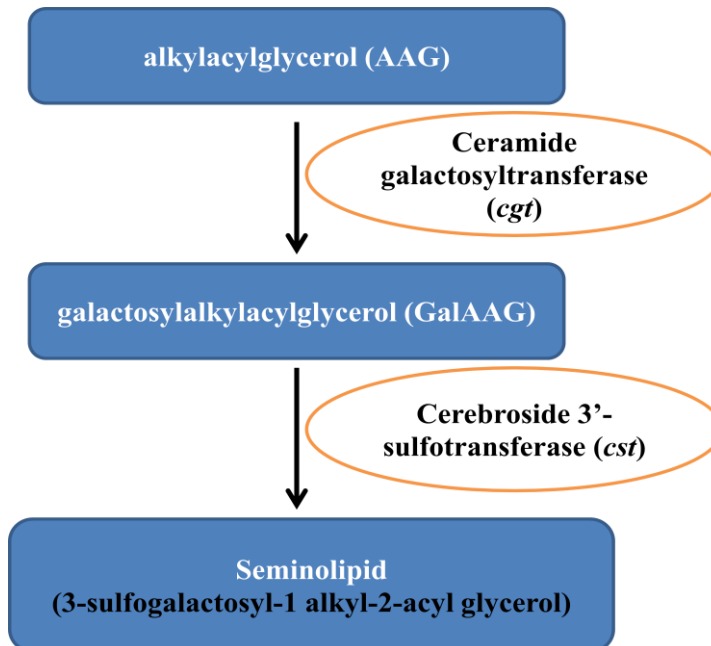 alkylacylglycerol (AAG)
Ceramide
galactosyltransferase
(cgt)
galactosylalkylacylglycerol (GalAAG)
Cerebroside 3’-
sulfotransferase (cst)
Seminolipid
(3-sulfogalactosyl-1 alkyl-2-acyl glycerol)